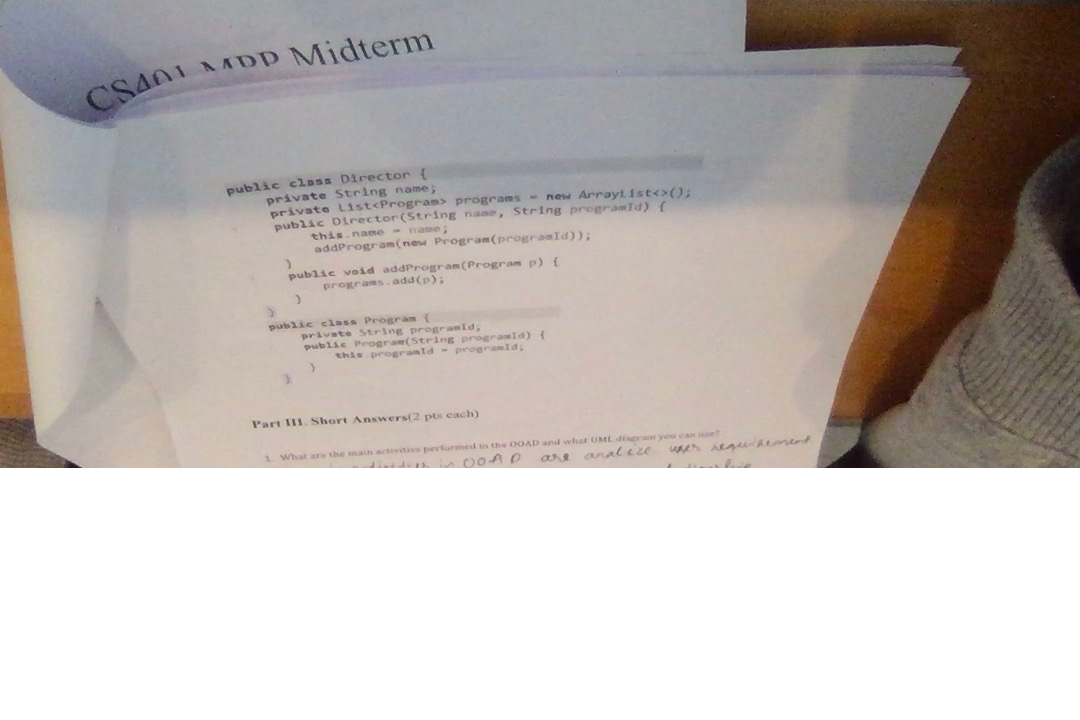 CS401 MPP Midterm
public class Director {
private String name;
private List<Program> programs = new ArrayList<>();
public Director(String name, String programId) {
this.name = name;
addProgram(new Program(programId));
}
public void addProgram(Program p) {
programs.add(p);
}
}
public class Program {
private String programId;
public Program(String programId) {
this.programId = programId;
}
}
Part III. Short Answers(2 pts each)
1. What are the main activities performed in the OOAD and what UML diagram you can use?
in OOAD are analize user requirement